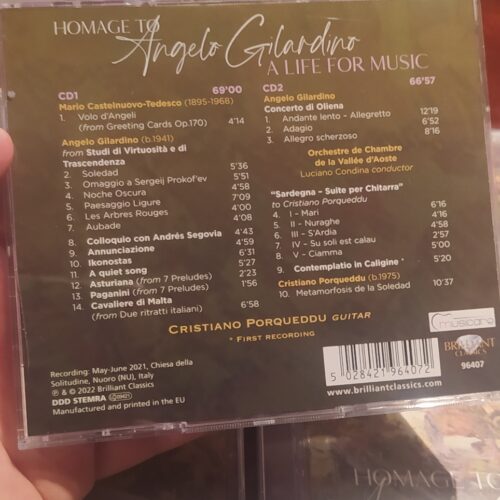 HOMAGE TO
Angelo Gilardino
A LIFE FOR MUSIC
CD1 69'00
Mario Castelnuovo-Tedesco (1895-1968)
1. Volo d'Angeli
(from Greeting Cards Op.170) 4'14
Angelo Gilardino (b.1941)
from Studi di Virtuosità e di
Trascendenza
2. Soledad 5'36
3. Omaggio a Sergeij Prokof'ev 5'51
4. Noche Oscura 4'58
5. Paesaggio Ligure 7'09
6. Les Arbres Rouges 4'00
7. Aubade 4'08
8. Colloquio con Andrés Segovia 4'43
9. Annunciazione 4'59
10. Ikonostas 11'31
11. A quiet song 5'27
12. Asturiana (from 7 Preludes) 2'23
13. Paganini (from 7 Preludes) 1'56
14. Cavaliere di Malta
(from Due ritratti italiani) 6'58
CD2 66'57
Angelo Gilardino
Concerto di Oliena
1. Andante lento - Allegretto 12'19
2. Adagio 6'52
3. Allegro scherzoso 8'16
Orchestre de Chambre
de la Vallée d'Aoste
Luciano Condina conductor
"Sardegna - Suite per Chitarra"
to Cristiano Porqueddu
4. I - Mari 6'16
5. II - Nuraghe 4'16
6. III - S'Ardia 4'58
7. IV - Su soli est calau 7'23
8. V - Ciamma 5'00
9. Contemplatio in Caligine * 5'20
Cristiano Porqueddu (b.1975)
10. Metamorfosis de la Soledad 10'37
CRISTIANO PORQUEDDU GUITAR
* FIRST RECORDING
Recording: May-June 2021, Chiesa della
Solitudine, Nuoro (NU), Italy
℗ & © 2022 Brilliant Classics
DDD STEMRA
Manufactured and printed in the EU
5 028421 964072
www.brilliantclassics.com
BRILLIANT
CLASSICS
96407
HOMAGE TO